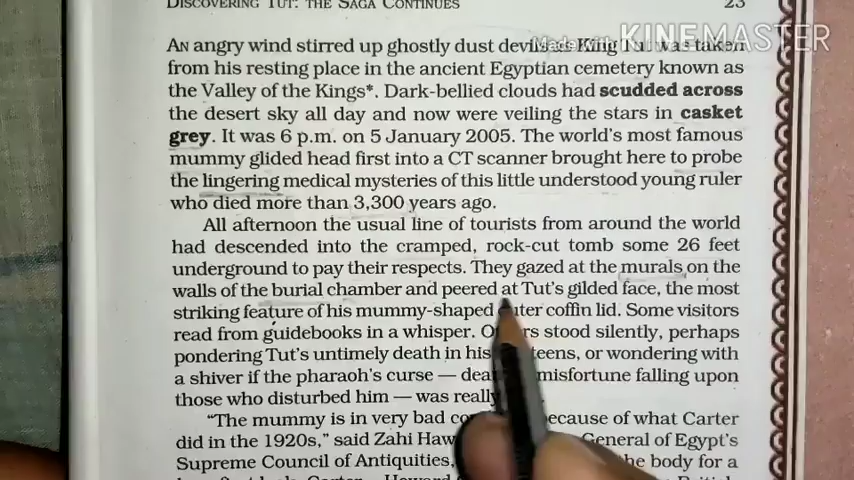 DISCOVERING TUT: THE SAGA CONTINUES 23
Made with KINEMASTER
AN angry wind stirred up ghostly dust devils as King Tut was taken
from his resting place in the ancient Egyptian cemetery known as
the Valley of the Kings*. Dark-bellied clouds had scudded across
the desert sky all day and now were veiling the stars in casket
grey. It was 6 p.m. on 5 January 2005. The world's most famous
mummy glided head first into a CT scanner brought here to probe
the lingering medical mysteries of this little understood young ruler
who died more than 3,300 years ago.
All afternoon the usual line of tourists from around the world
had descended into the cramped, rock-cut tomb some 26 feet
underground to pay their respects. They gazed at the murals on the
walls of the burial chamber and peered at Tut's gilded face, the most
striking feature of his mummy-shaped outer coffin lid. Some visitors
read from guidebooks in a whisper. Others stood silently, perhaps
pondering Tut's untimely death in his teens, or wondering with
a shiver if the pharaoh's curse — misfortune falling upon
those who disturbed him — was really
"The mummy is in very bad because of what Carter
did in the 1920s," said Zahi General of Egypt's
Supreme Council of Antiquities, the body for a